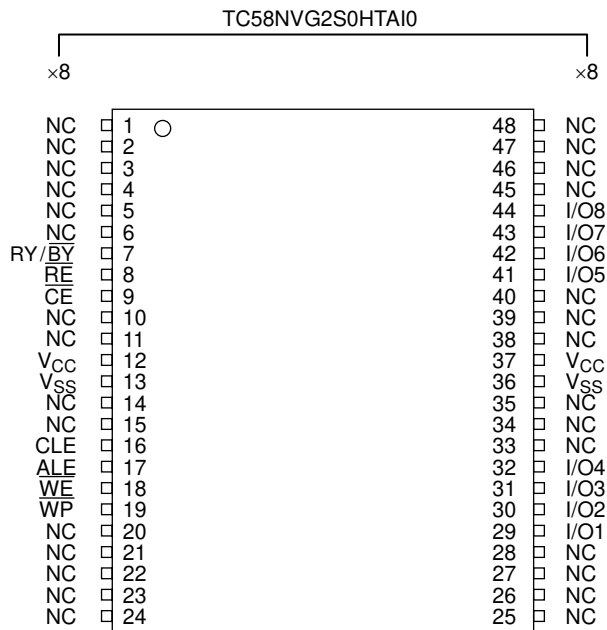 TC58NVG2S0HTAI0
×8 ×8
NC 1 48 NC
NC 2 47 NC
NC 3 46 NC
NC 4 45 NC
NC 5 44 I/O8
NC 6 43 I/O7
RY/B̅Y̅ 7 42 I/O6
R̅E̅ 8 41 I/O5
C̅E̅ 9 40 NC
NC 10 39 NC
NC 11 38 NC
VCC 12 37 VCC
VSS 13 36 VSS
NC 14 35 NC
NC 15 34 NC
CLE 16 33 NC
ALE 17 32 I/O4
W̅E̅ 18 31 I/O3
W̅P̅ 19 30 I/O2
NC 20 29 I/O1
NC 21 28 NC
NC 22 27 NC
NC 23 26 NC
NC 24 25 NC